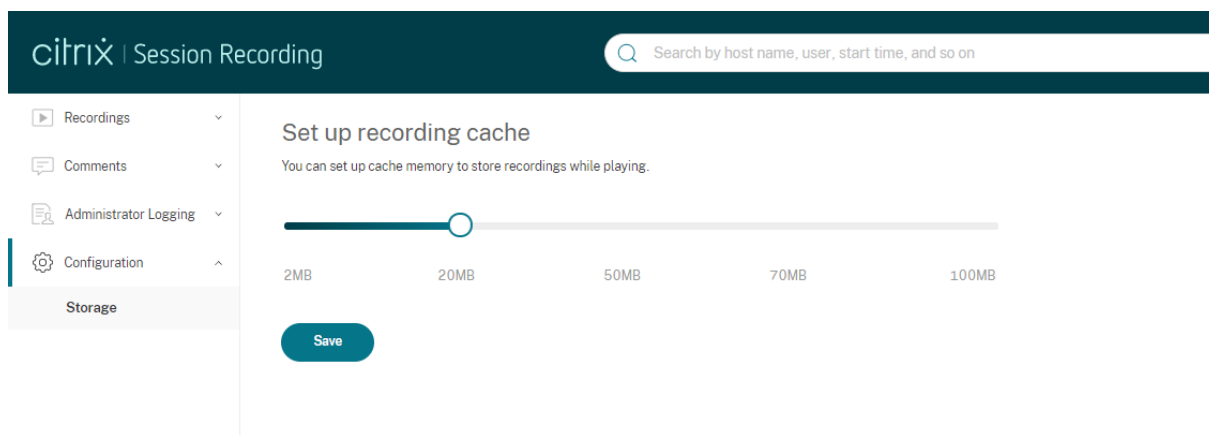 citrix | Session Recording
Search by host name, user, start time, and so on
Recordings
Comments
Administrator Logging
Configuration
Storage
Set up recording cache
You can set up cache memory to store recordings while playing.
2MB 20MB 50MB 70MB 100MB
Save